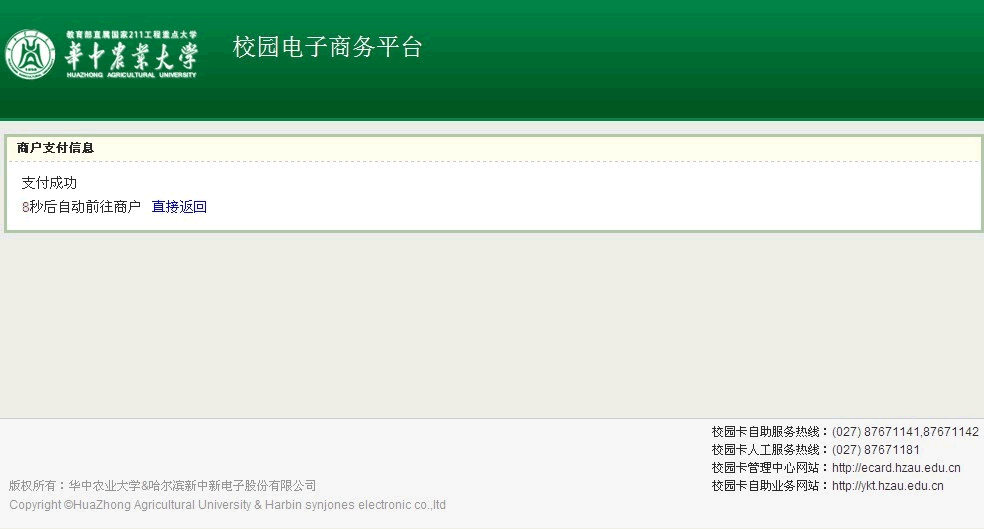 教育部直属国家211工程重点大学
华中农业大学
HUAZHONG AGRICULTURAL UNIVERSITY
校园电子商务平台
商户支付信息
支付成功
8秒后自动前往商户 直接返回
校园卡自助服务热线：(027) 87671141,87671142
校园卡人工服务热线：(027) 87671181
校园卡管理中心网站：http://ecard.hzau.edu.cn
校园卡自助业务网站：http://ykt.hzau.edu.cn
版权所有：华中农业大学&哈尔滨新中新电子股份有限公司
Copyright ©HuaZhong Agricultural University & Harbin synjones electronic co.,ltd